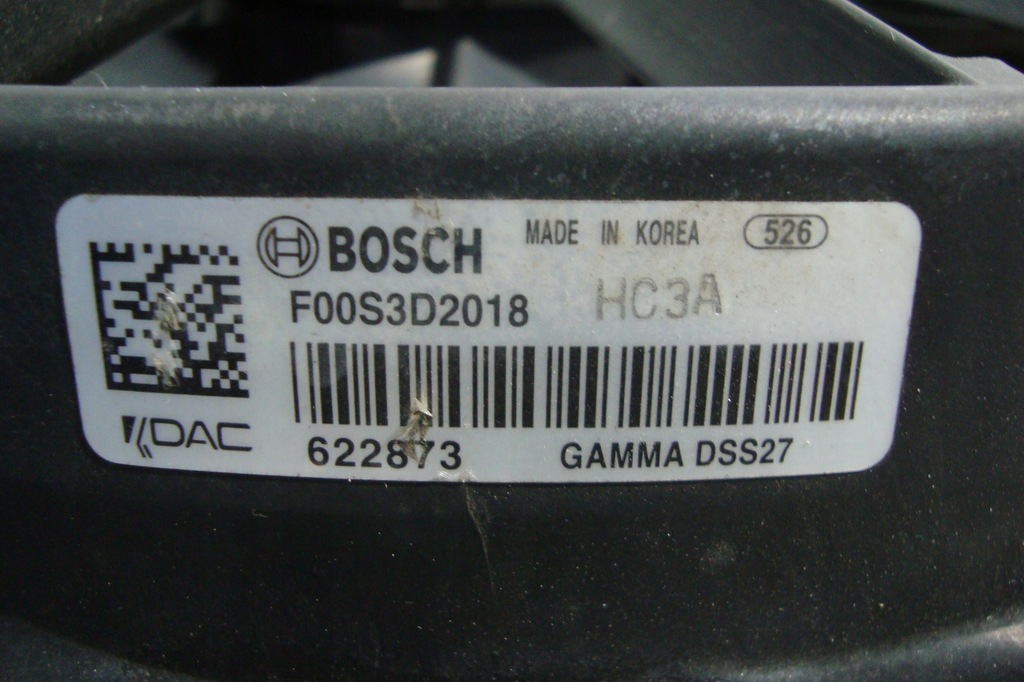 BOSCH MADE IN KOREA 526
F00S3D2018 HC3A
DAC 622873 GAMMA DSS27